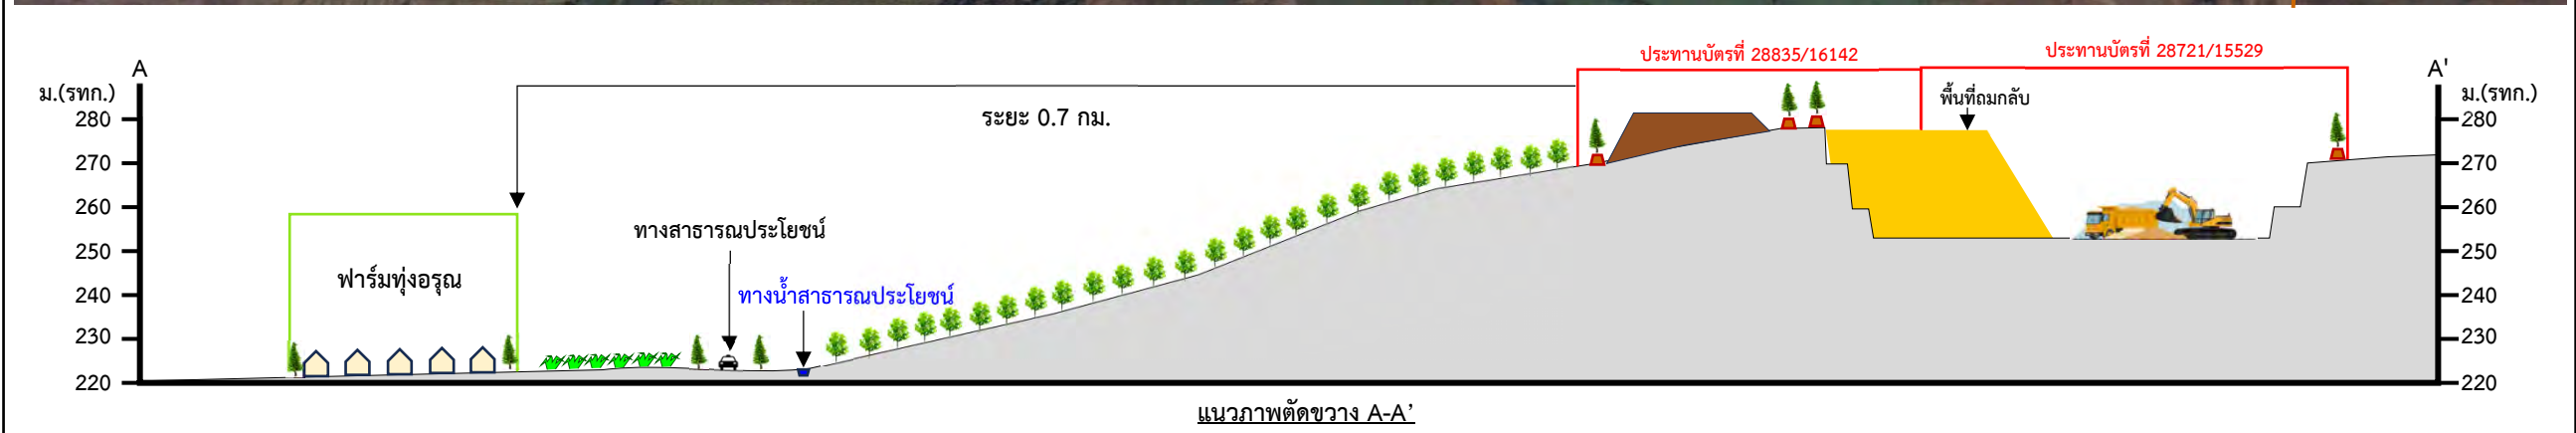 ประทานบัตรที่ 28835/16142
ประทานบัตรที่ 28721/15529
A
A'
ม.(รทก.)
ม.(รทก.)
พื้นที่ถมกลับ
ระยะ 0.7 กม.
280
280
270
270
260
260
ทางสาธารณประโยชน์
250
250
ฟาร์มทุ่งอรุณ
ทางน้ำสาธารณประโยชน์
240
240
230
230
220
220
แนวภาพตัดขวาง A-A’